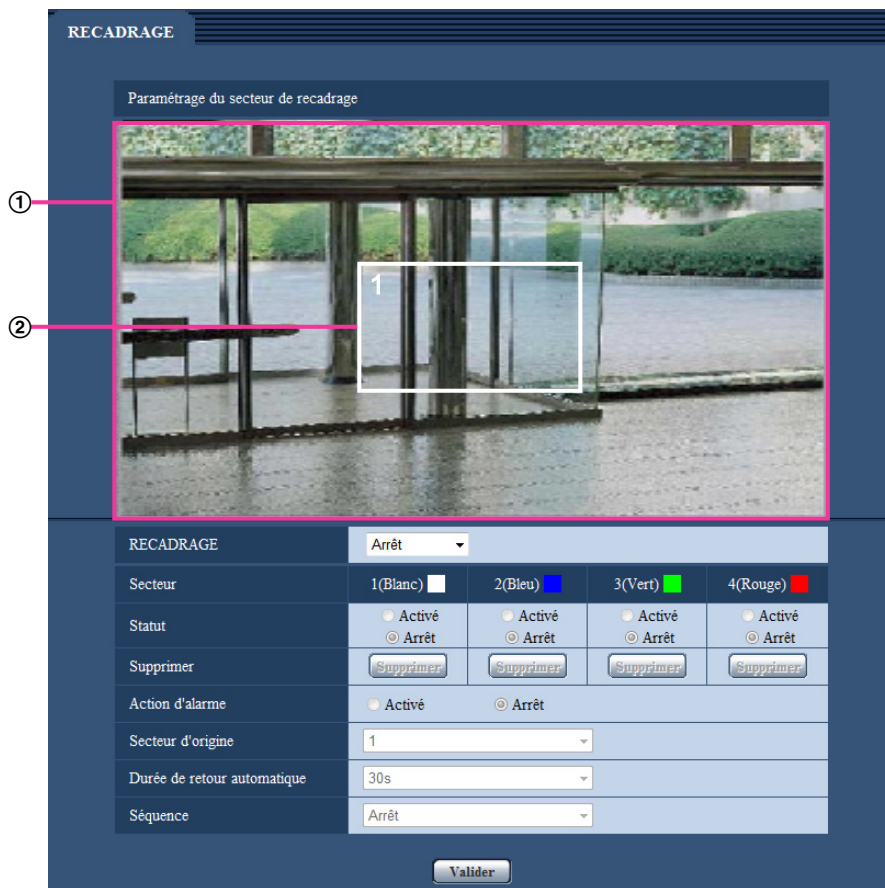 RECADRAGE
Paramétrage du secteur de recadrage
①
1
②
RECADRAGE Arrêt
Secteur 1(Blanc) 2(Bleu) 3(Vert) 4(Rouge)
Statut Activé Activé Activé Activé
Arrêt Arrêt Arrêt Arrêt
Supprimer Supprimer Supprimer Supprimer Supprimer
Action d'alarme Activé Arrêt
Secteur d'origine 1
Durée de retour automatique 30s
Séquence Arrêt
Valider